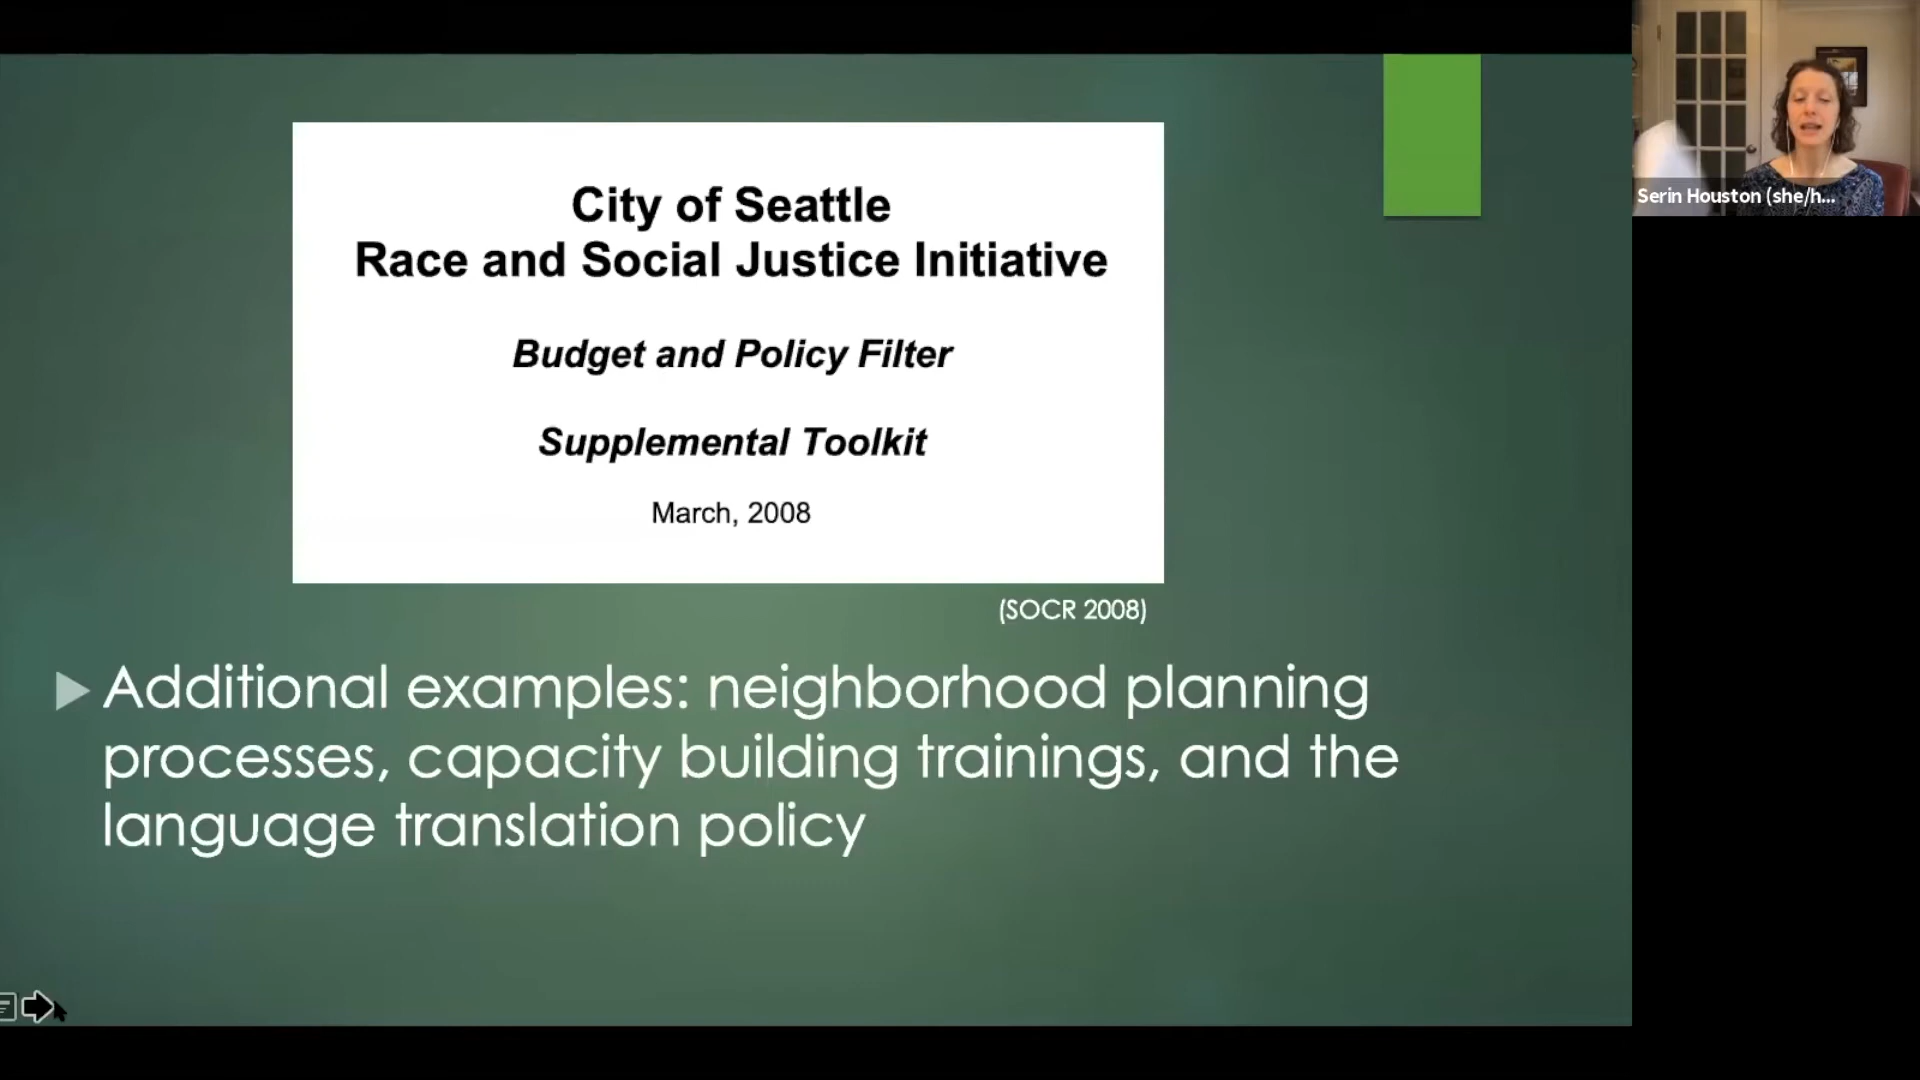 City of Seattle
Race and Social Justice Initiative
Budget and Policy Filter
Supplemental Toolkit
March, 2008
(SOCR 2008)
Additional examples: neighborhood planning
processes, capacity building trainings, and the
language translation policy
Serin Houston (she/h...